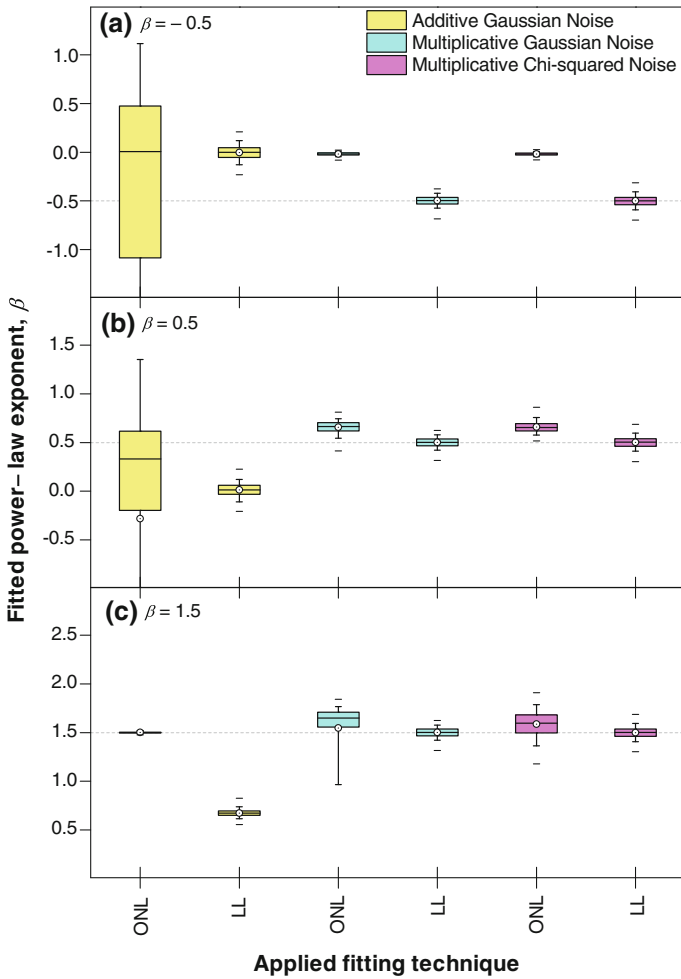 (a) β = – 0.5
Additive Gaussian Noise
Multiplicative Gaussian Noise
Multiplicative Chi-squared Noise
1.0
0.5
0.0
-0.5
-1.0
(b) β = 0.5
1.5
1.0
0.5
0.0
-0.5
(c) β = 1.5
2.5
2.0
1.5
1.0
0.5
Fitted power– law exponent, β
ONL
LL
ONL
LL
ONL
LL
Applied fitting technique